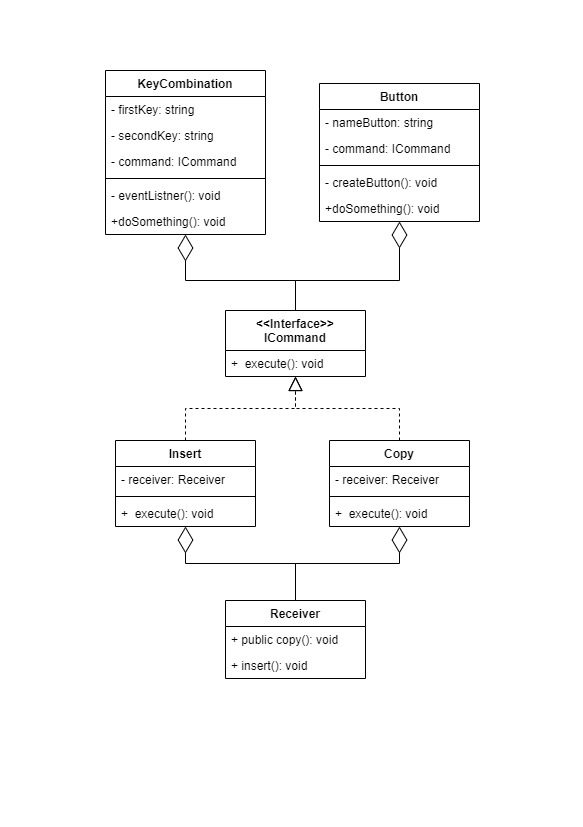 KeyCombination
- firstKey: string
- secondKey: string
- command: ICommand
- eventListner(): void
+doSomething(): void
Button
- nameButton: string
- command: ICommand
- createButton(): void
+doSomething(): void
<<Interface>>
ICommand
+  execute(): void
Insert
- receiver: Receiver
+  execute(): void
Copy
- receiver: Receiver
+  execute(): void
Receiver
+ public copy(): void
+ insert(): void